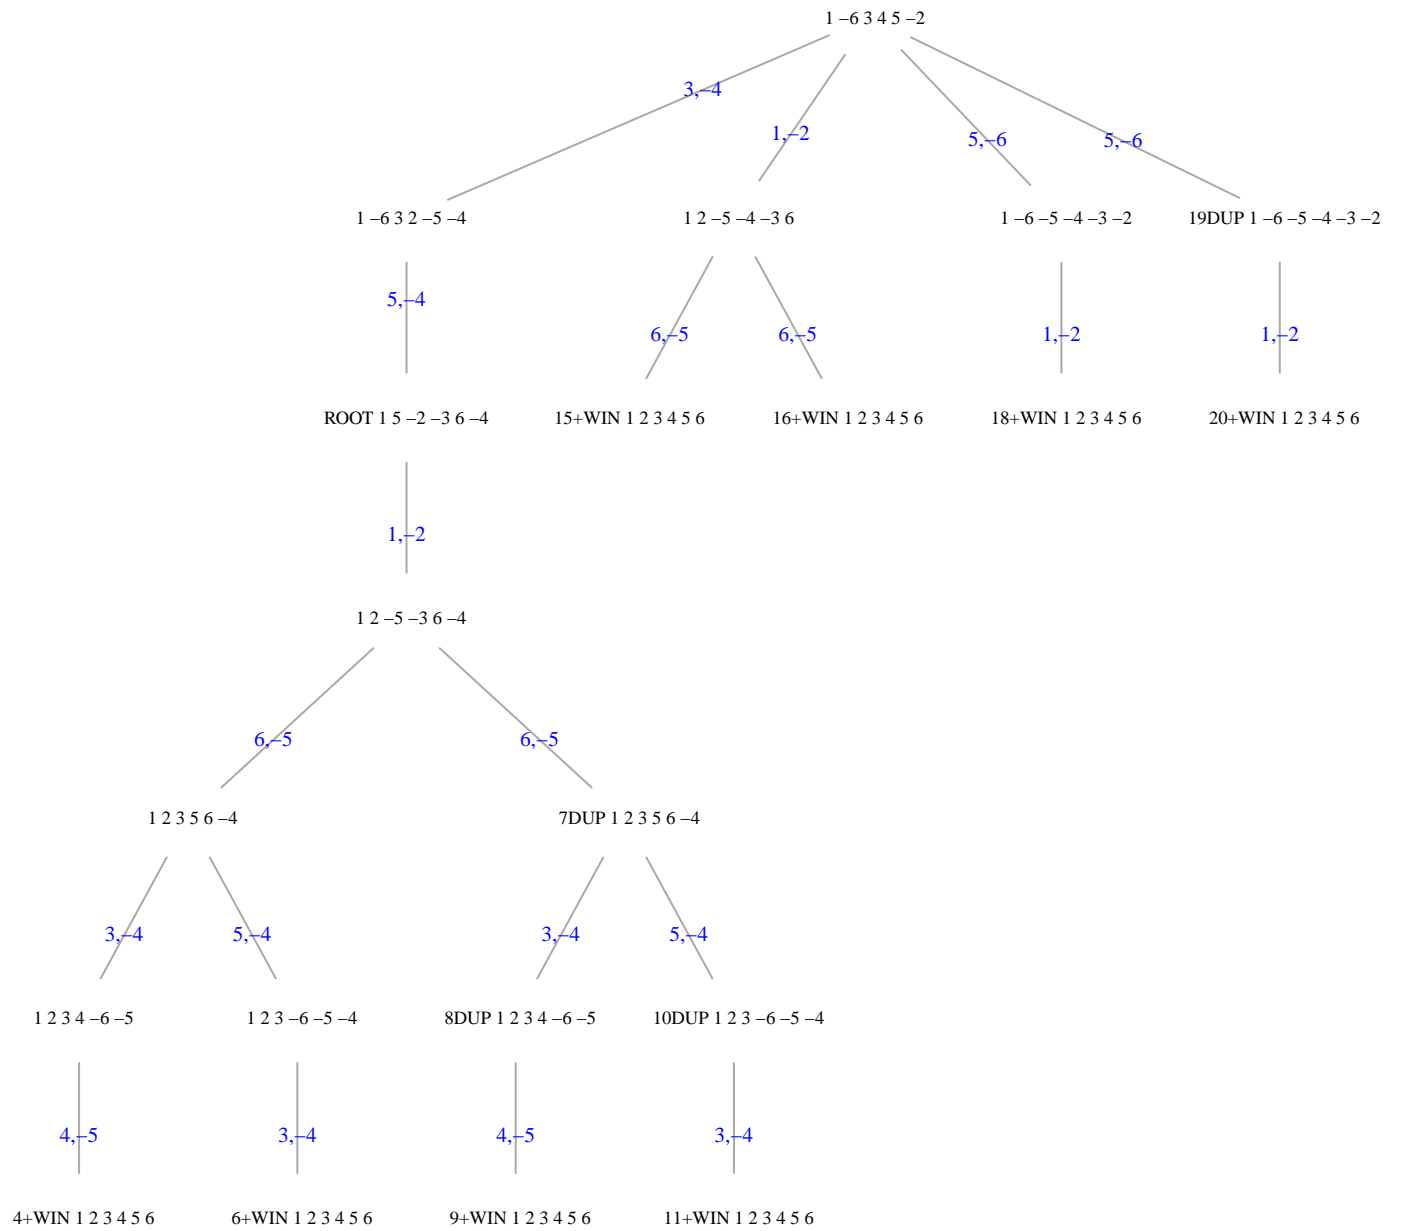 1 –6 3 4 5 –2
3,–4
1,–2
5,–6
5,–6
1 –6 3 2 –5 –4
1 2 –5 –4 –3 6
1 –6 –5 –4 –3 –2
19DUP 1 –6 –5 –4 –3 –2
5,–4
6,–5
6,–5
1,–2
1,–2
ROOT 1 5 –2 –3 6 –4
15+WIN 1 2 3 4 5 6
16+WIN 1 2 3 4 5 6
18+WIN 1 2 3 4 5 6
20+WIN 1 2 3 4 5 6
1,–2
1 2 –5 –3 6 –4
6,–5
6,–5
1 2 3 5 6 –4
7DUP 1 2 3 5 6 –4
3,–4
5,–4
3,–4
5,–4
1 2 3 4 –6 –5
1 2 3 –6 –5 –4
8DUP 1 2 3 4 –6 –5
10DUP 1 2 3 –6 –5 –4
4,–5
3,–4
4,–5
3,–4
4+WIN 1 2 3 4 5 6
6+WIN 1 2 3 4 5 6
9+WIN 1 2 3 4 5 6
11+WIN 1 2 3 4 5 6